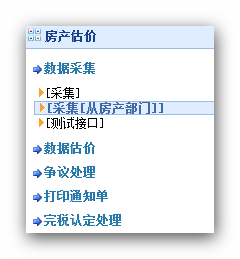 房产估价
数据采集
[采集]
[采集[从房产部门]]
[测试接口]
数据估价
争议处理
打印通知单
完税认定处理